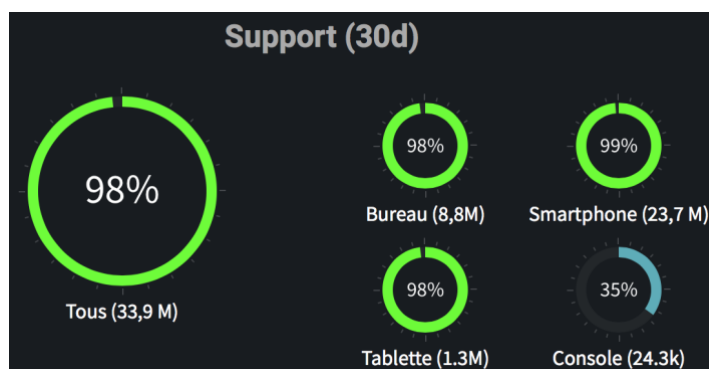 Support (30d)
98%
Tous (33,9 M)
98%
Bureau (8,8M)
99%
Smartphone (23,7 M)
98%
Tablette (1.3M)
35%
Console (24.3k)